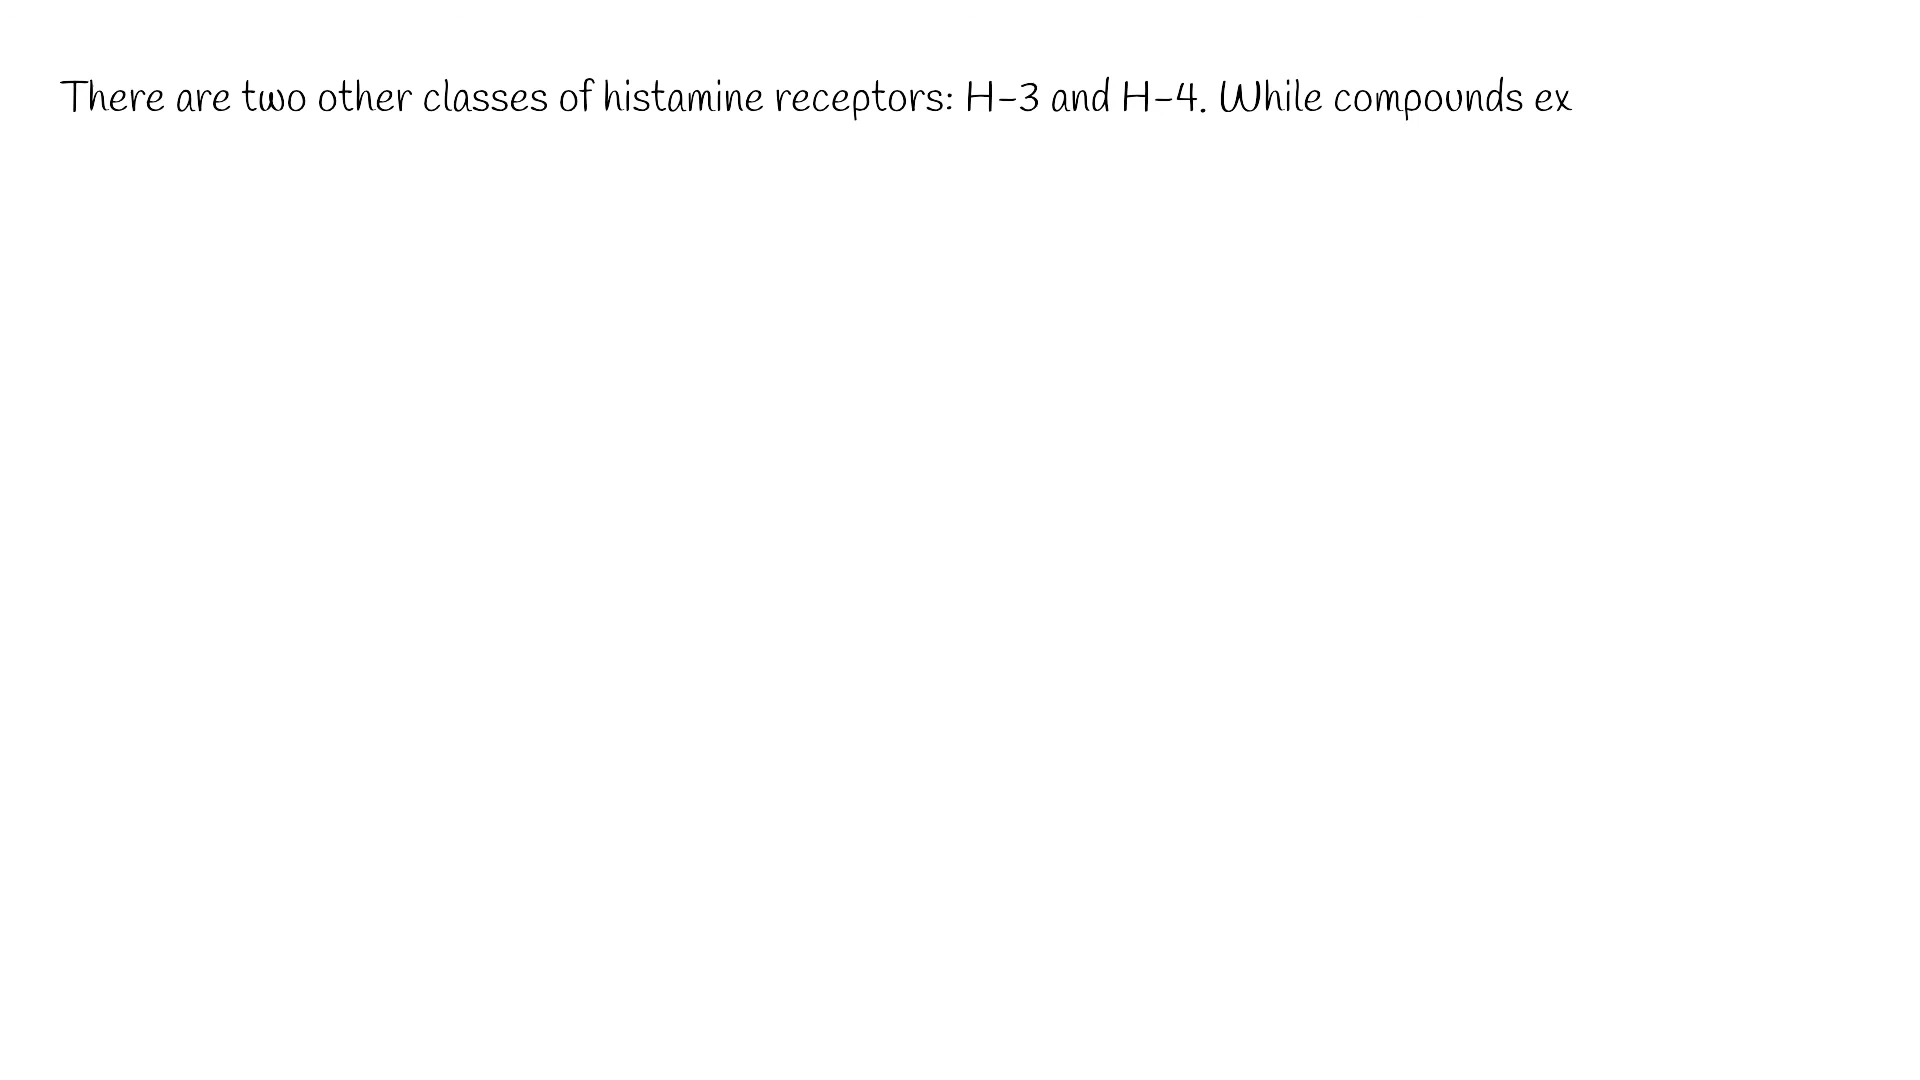 There are two other classes of histamine receptors: H-3 and H-4. While compounds ex